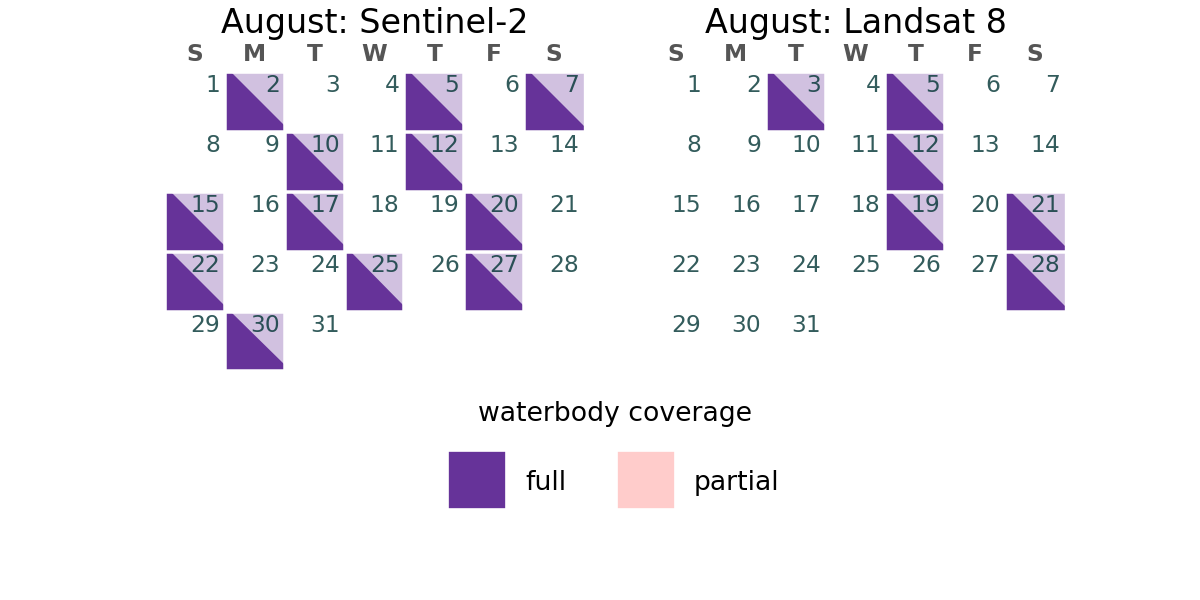 August: Sentinel-2
S M T W T F S
1 2 3 4 5 6 7
8 9 10 11 12 13 14
15 16 17 18 19 20 21
22 23 24 25 26 27 28
29 30 31
August: Landsat 8
S M T W T F S
1 2 3 4 5 6 7
8 9 10 11 12 13 14
15 16 17 18 19 20 21
22 23 24 25 26 27 28
29 30 31
waterbody coverage
full partial